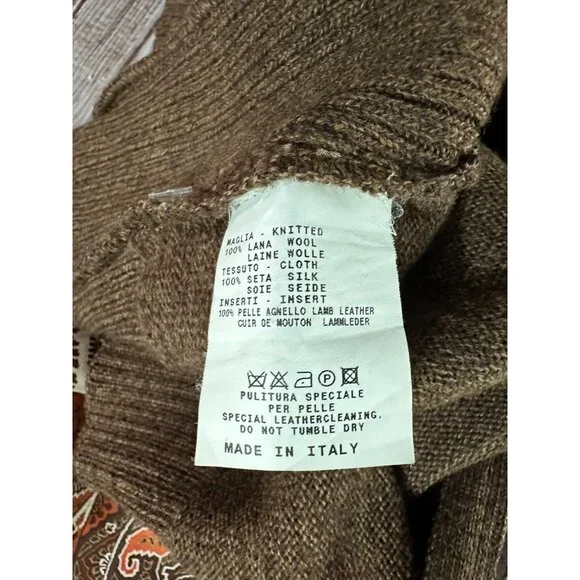 MAGLIA - KNITTED
100% LANA WOOL
LAINE WOLLE
TESSUTO - CLOTH
100% SETA SILK
SOIE SEIDE
INSERTI - INSERT
100% PELLE AGNELLO LAMB LEATHER
CUIR DE MOUTON LAMMLEDER
P
PULITURA SPECIALE
PER PELLE
SPECIAL LEATHERCLEANING.
DO NOT TUMBLE DRY
MADE IN ITALY